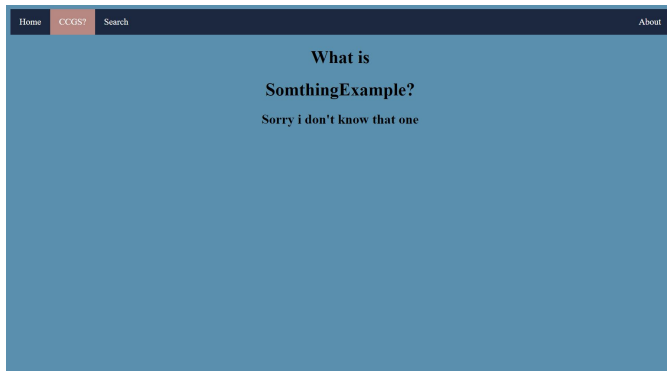 Home CCGS? Search About
What is
SomthingExample?
Sorry i don't know that one